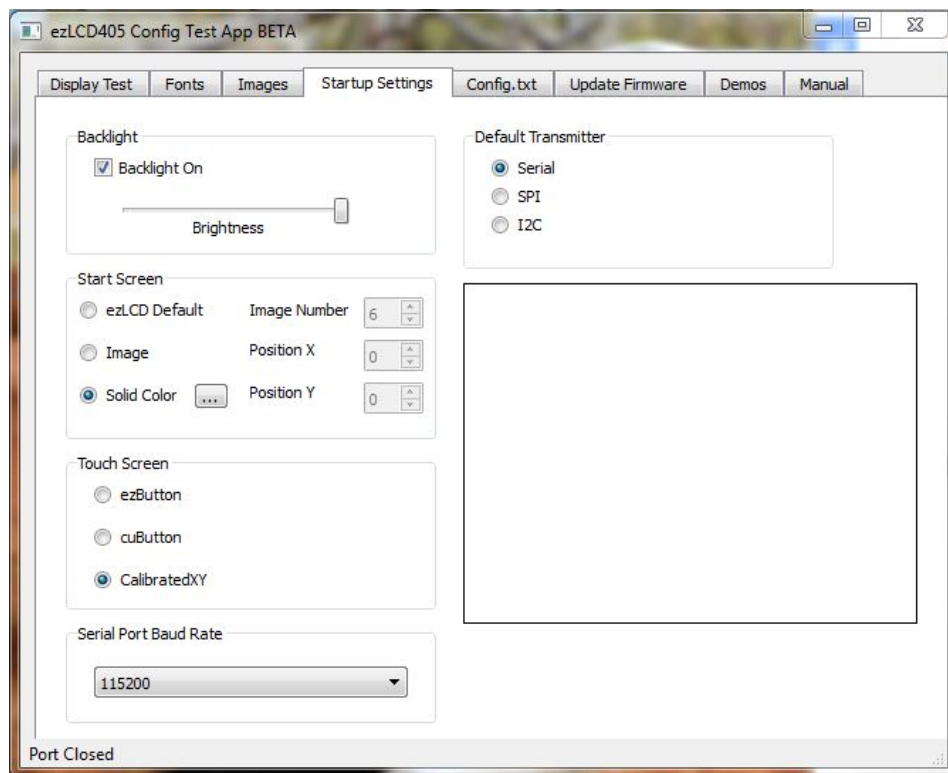 ezLCD405 Config Test App BETA
Display Test Fonts Images Startup Settings Config.txt Update Firmware Demos Manual
Backlight
Backlight On
Brightness
Default Transmitter
Serial
SPI
I2C
Start Screen
ezLCD Default Image Number 6
Image Position X 0
Solid Color ... Position Y 0
Touch Screen
ezButton
cuButton
CalibratedXY
Serial Port Baud Rate
115200
Port Closed